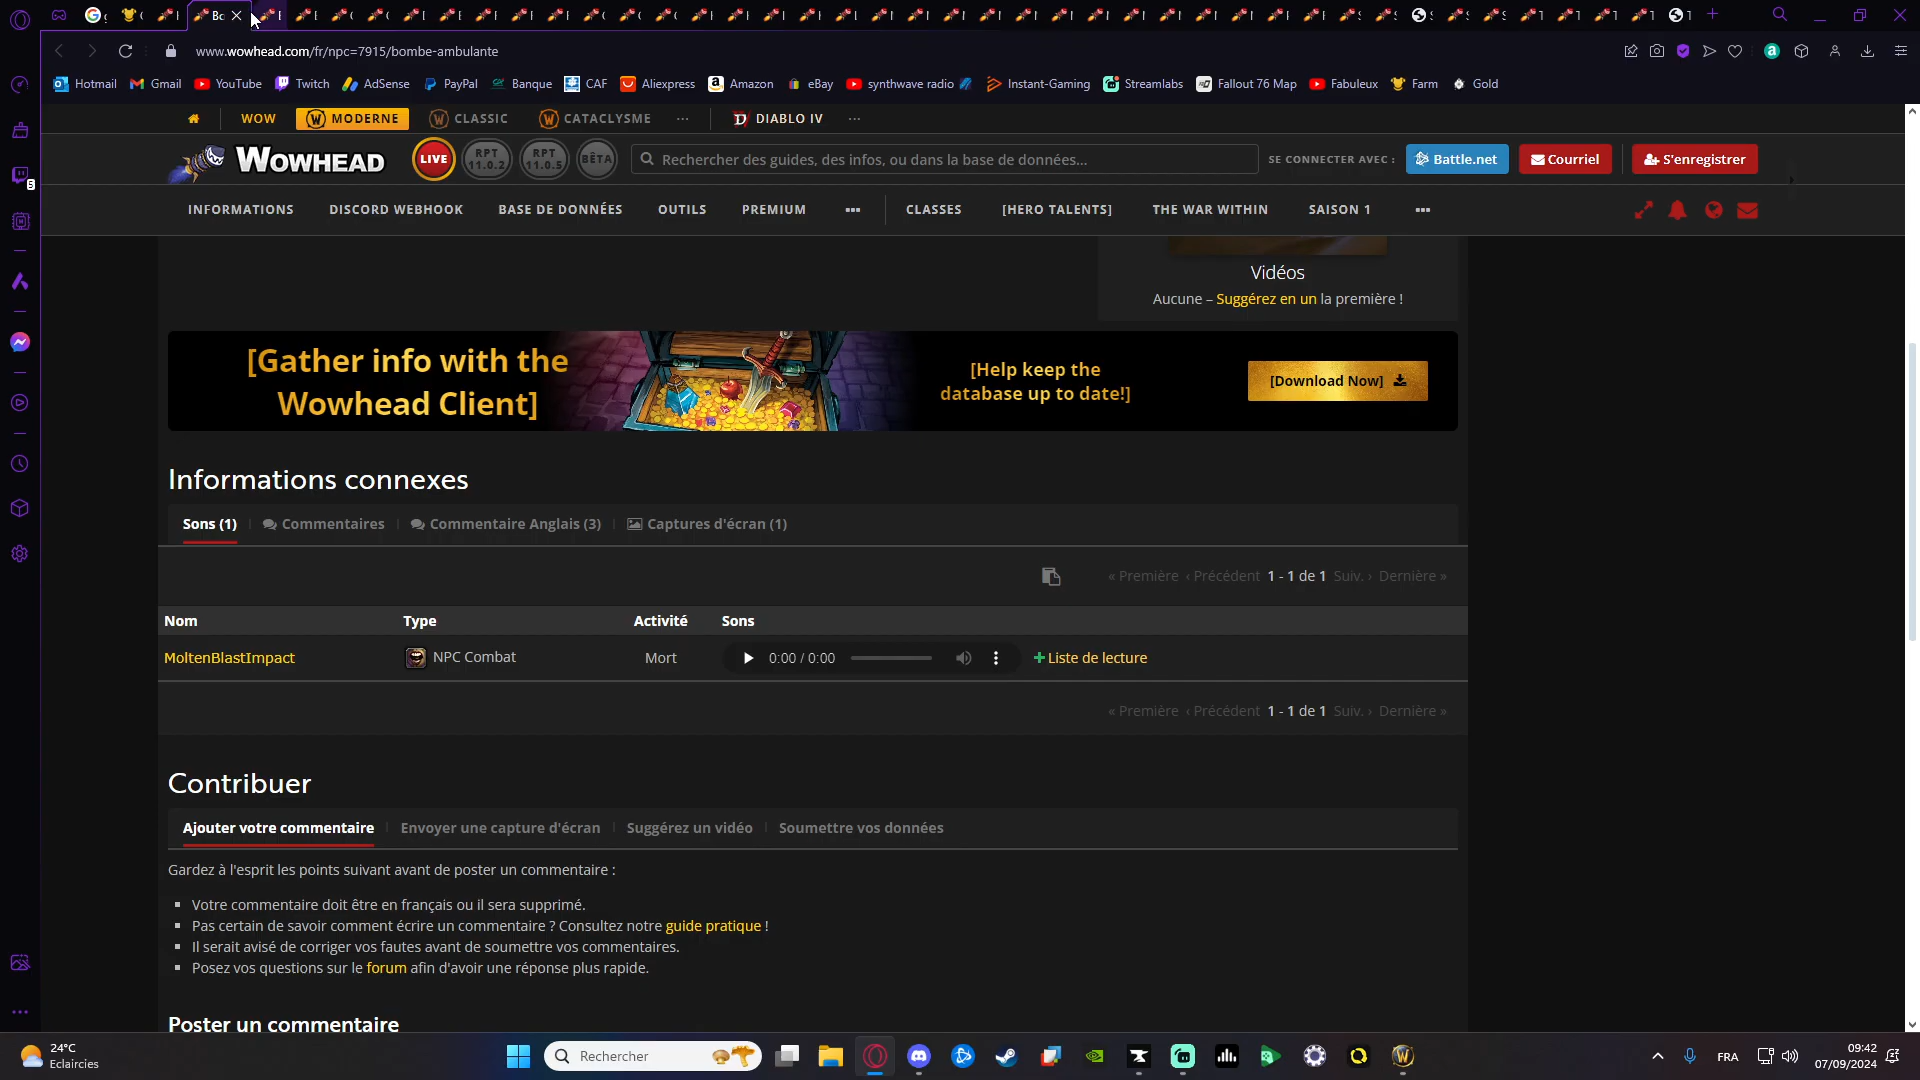 Bo
www.wowhead.com/fr/npc=7915/bombe-ambulante
Hotmail Gmail YouTube Twitch AdSense PayPal Banque CAF Aliexpress Amazon eBay synthwave radio Instant-Gaming Streamlabs Fallout 76 Map Fabuleux Farm Gold
WOW MODERNE CLASSIC CATACLYSME ... DIABLO IV ...
WOWHEAD LIVE RPT 11.0.2 RPT 11.0.5 BÊTA Rechercher des guides, des infos, ou dans la base de données... SE CONNECTER AVEC : Battle.net Courriel S'enregistrer
5
INFORMATIONS DISCORD WEBHOOK BASE DE DONNÉES OUTILS PREMIUM ... CLASSES [HERO TALENTS] THE WAR WITHIN SAISON 1 ...
Vidéos
Aucune – Suggérez en un la première !
[Gather info with the
Wowhead Client]
[Help keep the
database up to date!]
[Download Now]
Informations connexes
Sons (1) Commentaires Commentaire Anglais (3) Captures d'écran (1)
« Première ‹ Précédent 1 - 1 de 1 Suiv. › Dernière »
Nom Type Activité Sons
MoltenBlastImpact NPC Combat Mort 0:00 / 0:00 + Liste de lecture
« Première ‹ Précédent 1 - 1 de 1 Suiv. › Dernière »
Contribuer
Ajouter votre commentaire Envoyer une capture d'écran Suggérez un vidéo Soumettre vos données
Gardez à l'esprit les points suivant avant de poster un commentaire :
Votre commentaire doit être en français ou il sera supprimé.
Pas certain de savoir comment écrire un commentaire ? Consultez notre guide pratique !
Il serait avisé de corriger vos fautes avant de soumettre vos commentaires.
Posez vos questions sur le forum afin d'avoir une réponse plus rapide.
Poster un commentaire
24°C
Eclaircies
Rechercher
FRA
09:42
07/09/2024